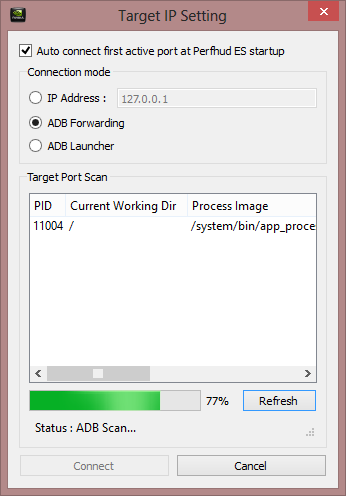 Target IP Setting
Auto connect first active port at Perfhud ES startup
Connection mode
IP Address : 127.0.0.1
ADB Forwarding
ADB Launcher
Target Port Scan
PID Current Working Dir Process Image
11004 / /system/bin/app_proce
77% Refresh
Status : ADB Scan...
Connect Cancel